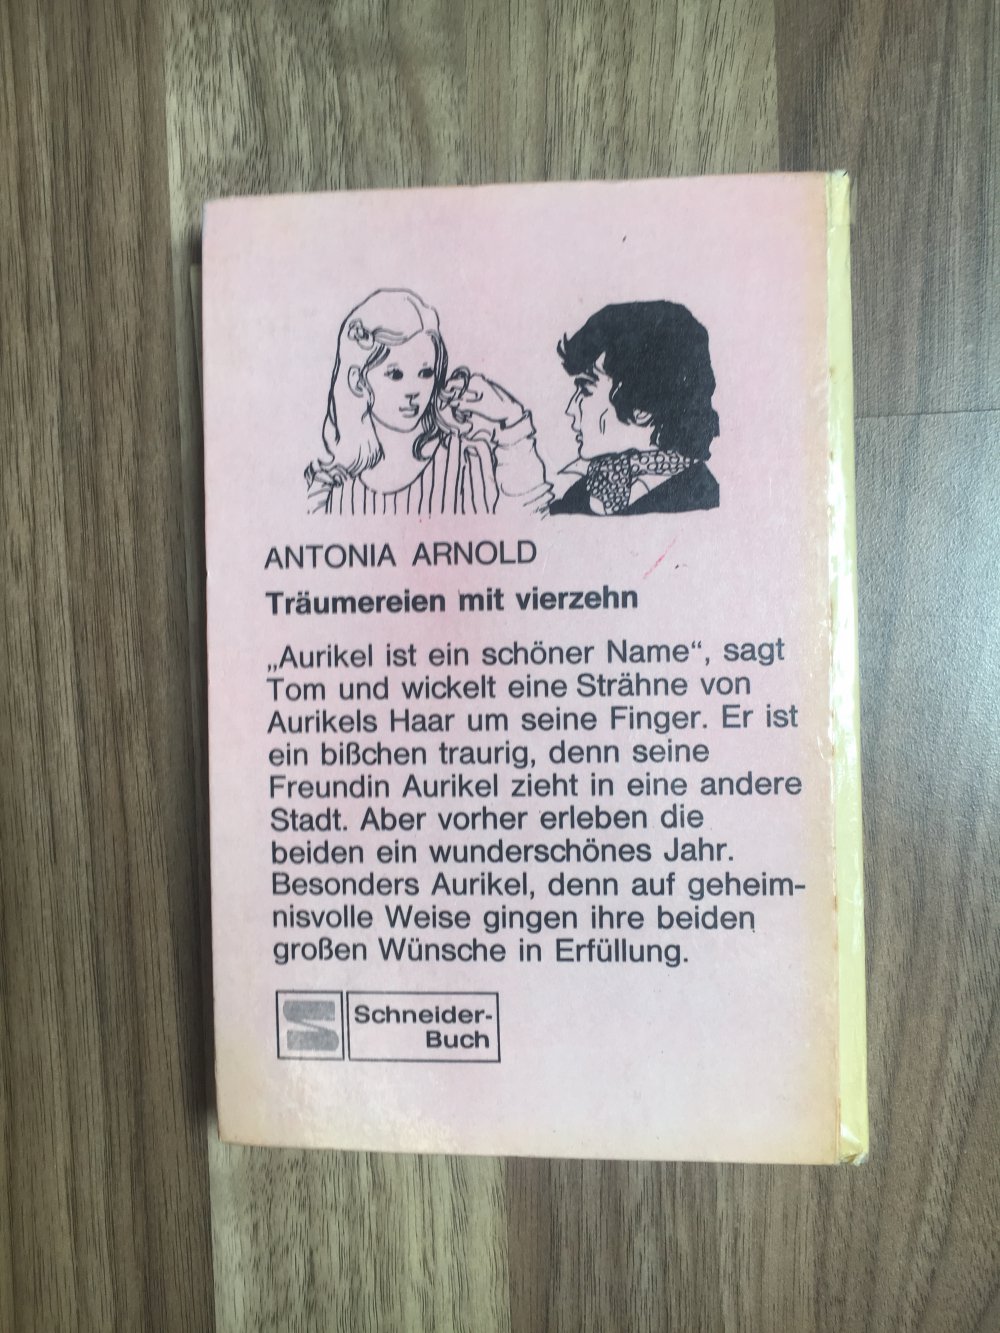 ANTONIA ARNOLD
Träumereien mit vierzehn
„Aurikel ist ein schöner Name“, sagt
Tom und wickelt eine Strähne von
Aurikels Haar um seine Finger. Er ist
ein bißchen traurig, denn seine
Freundin Aurikel zieht in eine andere
Stadt. Aber vorher erleben die
beiden ein wunderschönes Jahr.
Besonders Aurikel, denn auf geheim-
nisvolle Weise gingen ihre beiden
großen Wünsche in Erfüllung.
Schneider-
Buch